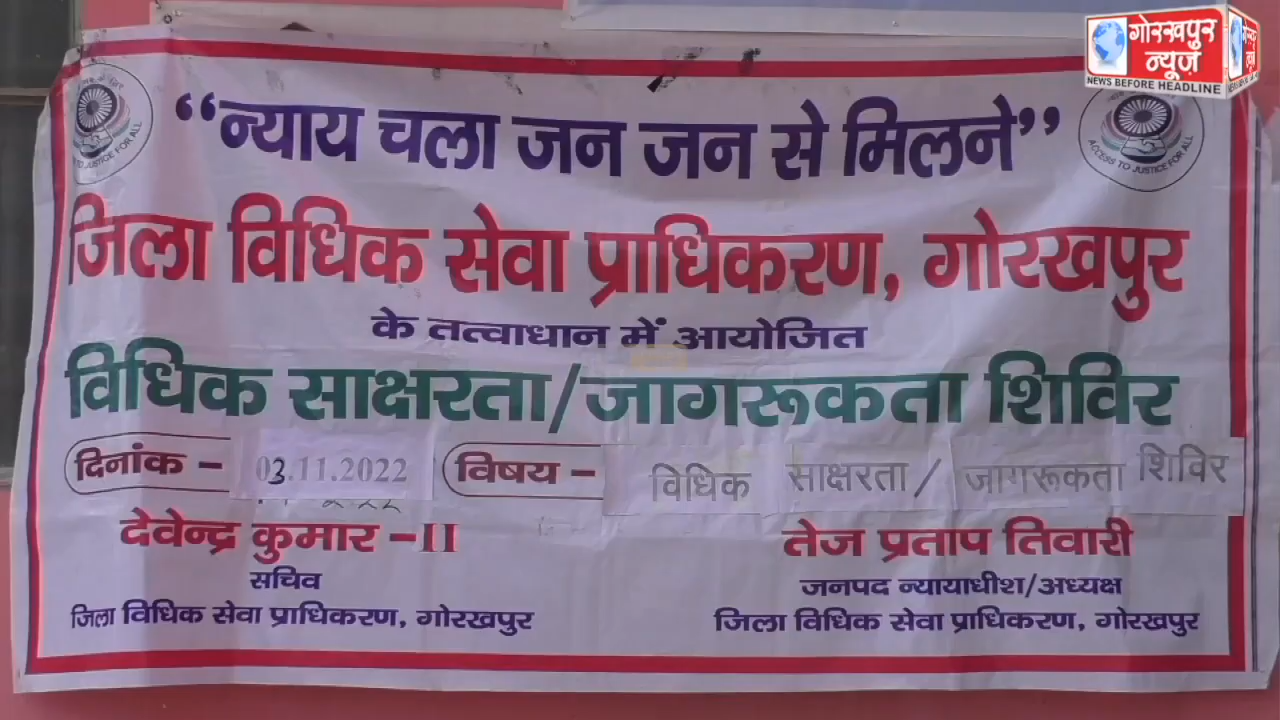 गोरखपुर
न्यूज़
NEWS BEFORE HEADLINE
“न्याय चला जन जन से मिलने”
ACCESS TO JUSTICE FOR ALL
जिला विधिक सेवा प्राधिकरण, गोरखपुर
के तत्वाधान में आयोजित
विधिक साक्षरता/जागरूकता शिविर
दिनांक – 03.11.2022 विषय – विधिक साक्षरता / जागरूकता शिविर
देवेन्द्र कुमार –II
सचिव
जिला विधिक सेवा प्राधिकरण, गोरखपुर
तेज प्रताप तिवारी
जनपद न्यायाधीश/अध्यक्ष
जिला विधिक सेवा प्राधिकरण, गोरखपुर